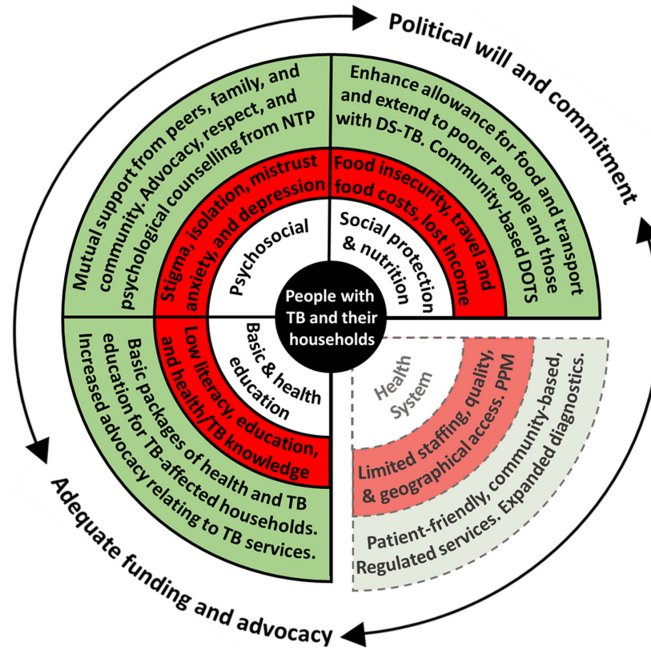 Political will and commitment
Mutual support from peers, family, and
community. Advocacy, respect, and
psychological counselling from NTP
Stigma, isolation, mistrust
anxiety, and depression
Psychosocial
Enhance allowance for food and transport
and extend to poorer people and those
with DS-TB. Community-based DOTS
Food insecurity, travel and
food costs, lost income
Social protection
& nutrition
People with
TB and their
households
Basic & health
education
Low literacy, education,
and health/TB knowledge
Basic packages of health and TB
education for TB-affected households.
Increased advocacy relating to TB services.
Health
System
Limited staffing, quality,
& geographical access. PPM
Patient-friendly, community-based,
Regulated services. Expanded diagnostics.
Adequate funding and advocacy